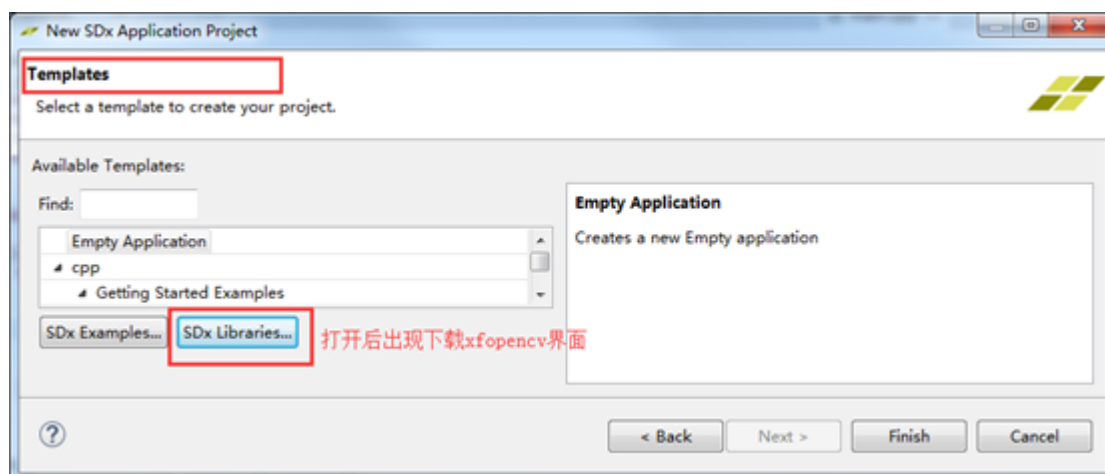 New SDx Application Project
Templates
Select a template to create your project.
Available Templates:
Find:
Empty Application
cpp
Getting Started Examples
SDx Examples...
SDx Libraries...
打开后出现下载xfopencv界面
Empty Application
Creates a new Empty application
?
< Back
Next >
Finish
Cancel